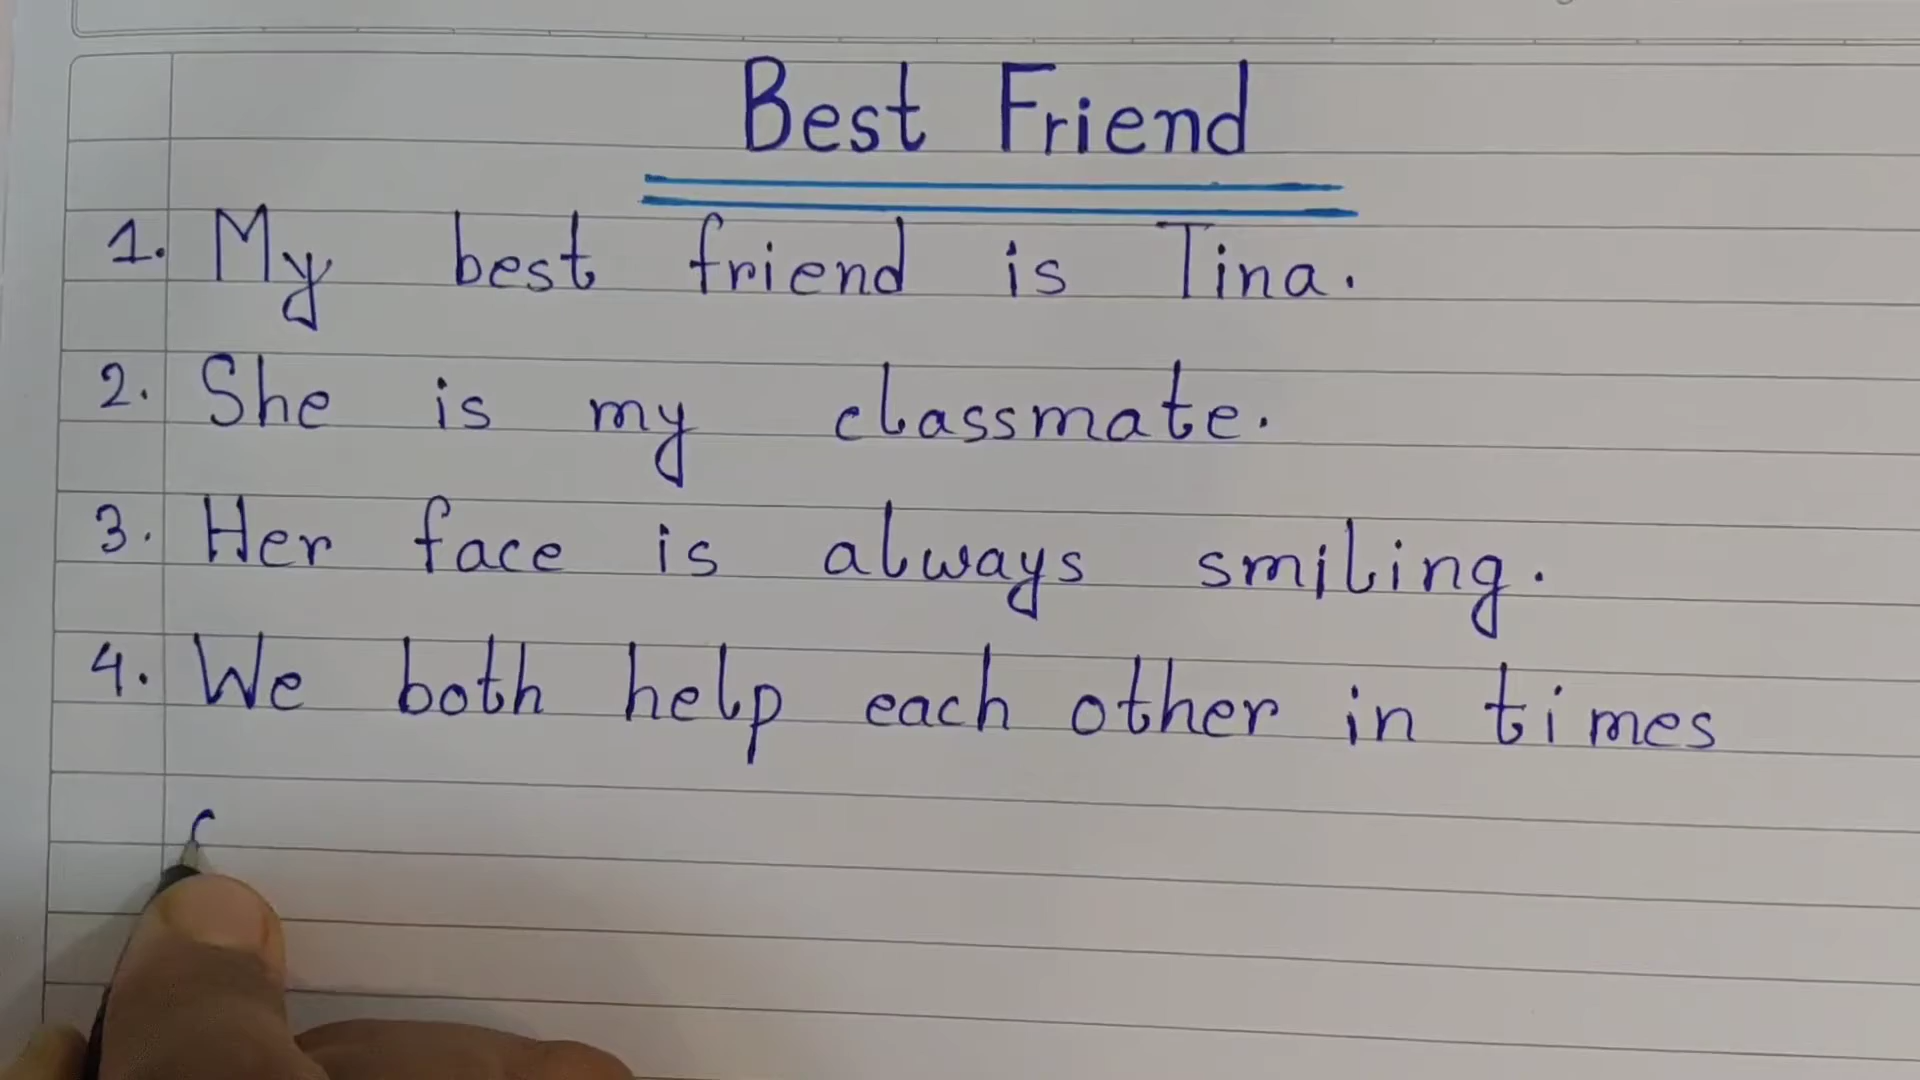 Best Friend
1. My best friend is Tina.
2. She is my classmate.
3. Her face is always smiling.
4. We both help each other in times